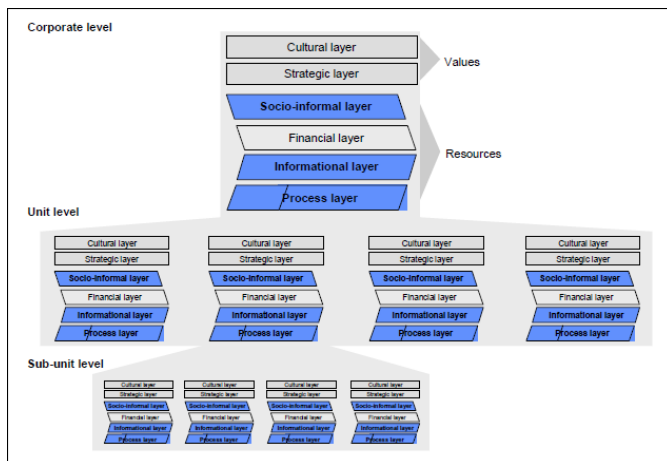 Corporate level
Cultural layer
Strategic layer
Values
Socio-informal layer
Financial layer
Informational layer
Resources
Process layer
Unit level
Cultural layer Cultural layer Cultural layer Cultural layer
Strategic layer Strategic layer Strategic layer Strategic layer
Socio-informal layer Socio-informal layer Socio-informal layer Socio-informal layer
Financial layer Financial layer Financial layer Financial layer
Informational layer Informational layer Informational layer Informational layer
Process layer Process layer Process layer Process layer
Sub-unit level
Cultural layer Cultural layer Cultural layer Cultural layer
Strategic layer Strategic layer Strategic layer Strategic layer
Socio-informal layer Socio-informal layer Socio-informal layer Socio-informal layer
Financial layer Financial layer Financial layer Financial layer
Informational layer Informational layer Informational layer Informational layer
Process layer Process layer Process layer Process layer